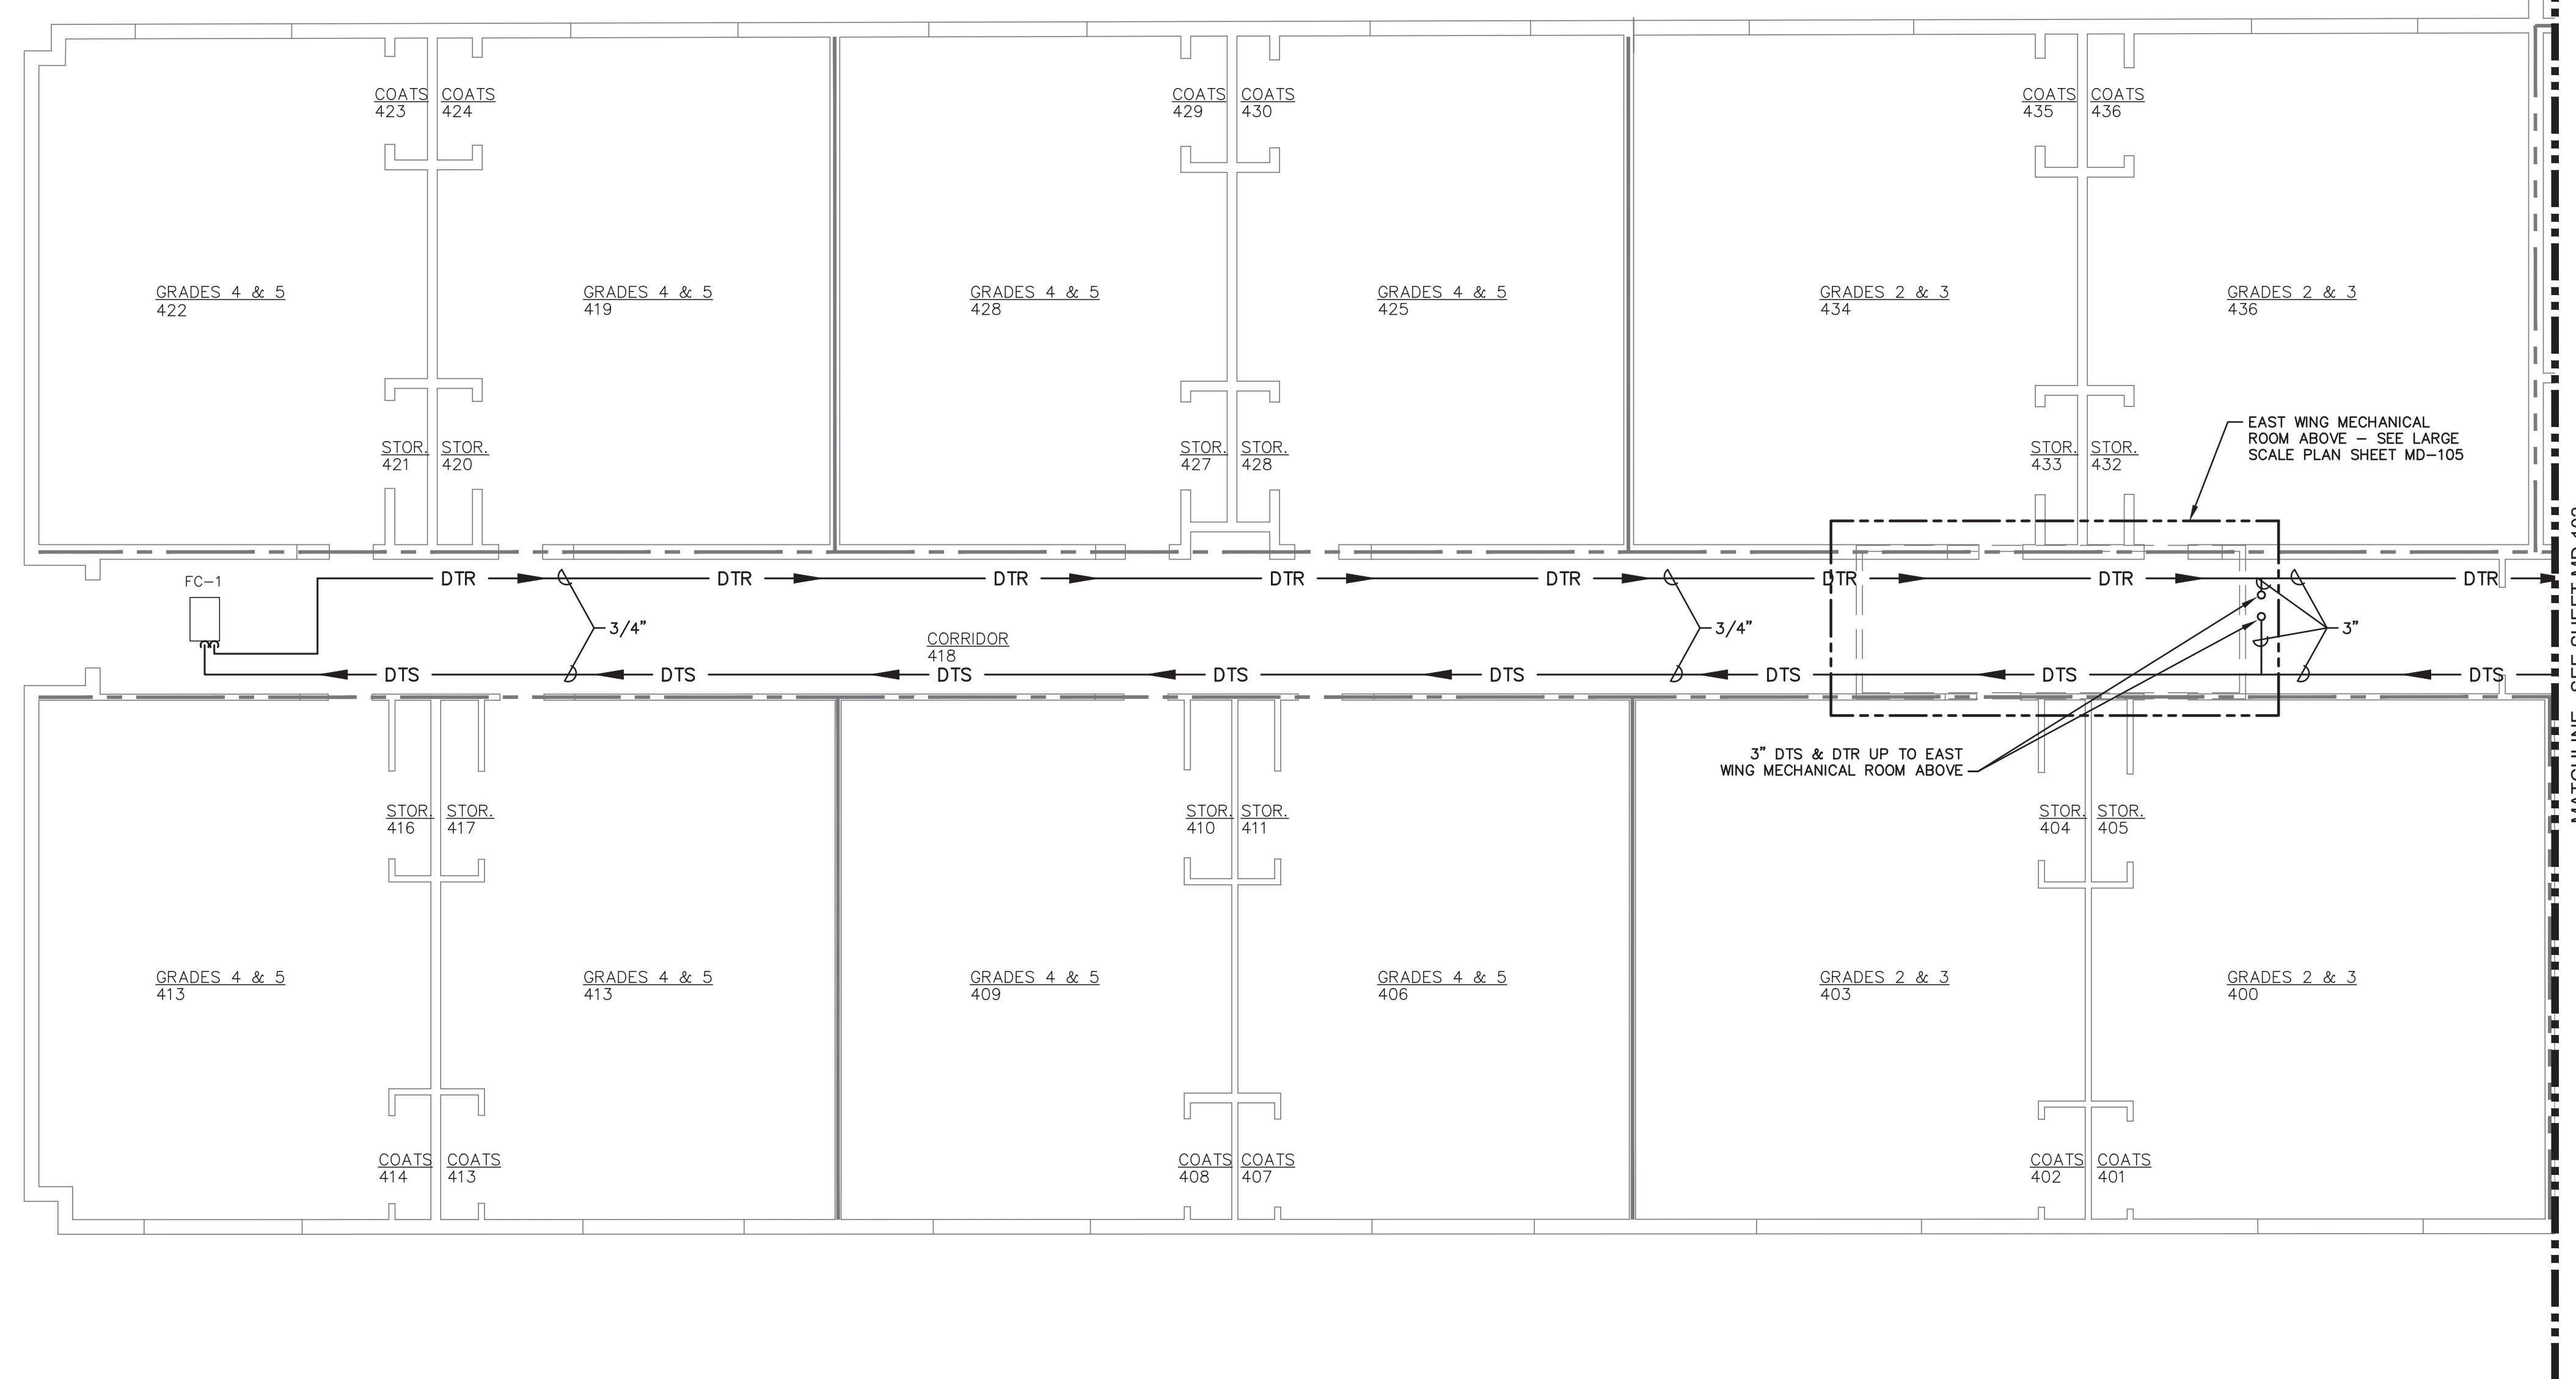 COATS
423
COATS
424
COATS
429
COATS
430
COATS
435
COATS
436
GRADES 4 & 5
422
GRADES 4 & 5
419
GRADES 4 & 5
428
GRADES 4 & 5
425
GRADES 2 & 3
434
GRADES 2 & 3
436
STOR.
421
STOR.
420
STOR.
427
STOR.
428
STOR.
433
STOR.
432
EAST WING MECHANICAL
ROOM ABOVE – SEE LARGE
SCALE PLAN SHEET MD–105
FC–1
DTR
DTR
DTR
DTR
DTR
DTR
DTR
DTR
3/4"
3/4"
3"
CORRIDOR
418
DTS
DTS
DTS
DTS
DTS
DTS
DTS
DTS
3" DTS & DTR UP TO EAST
WING MECHANICAL ROOM ABOVE
STOR.
416
STOR.
417
STOR.
410
STOR.
411
STOR.
404
STOR.
405
GRADES 4 & 5
413
GRADES 4 & 5
413
GRADES 4 & 5
409
GRADES 4 & 5
406
GRADES 2 & 3
403
GRADES 2 & 3
400
COATS
414
COATS
413
COATS
408
COATS
407
COATS
402
COATS
401